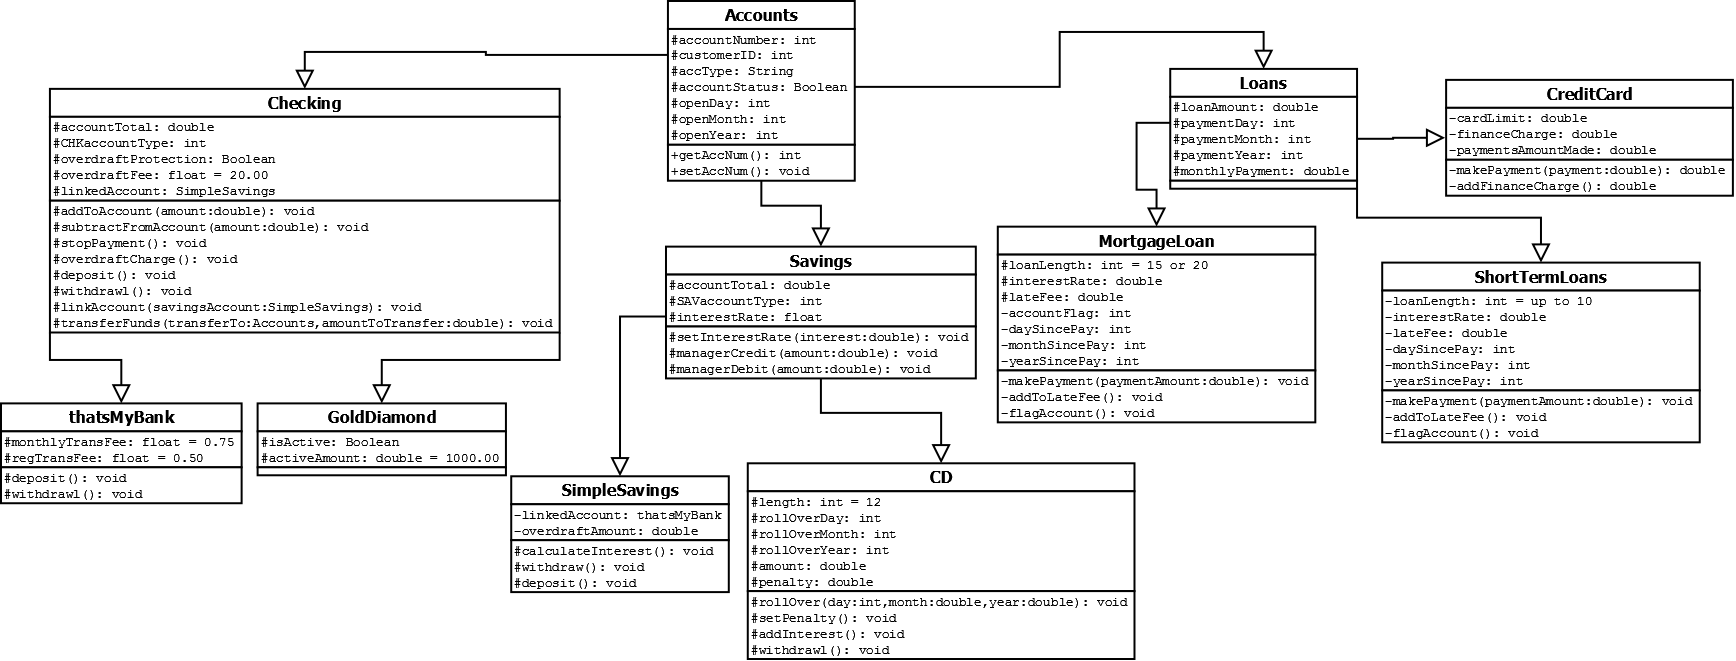 Accounts
#accountNumber: int
#customerID: int
#accType: String
#accountStatus: Boolean
#openDay: int
#openMonth: int
#openYear: int
+getAccNum(): int
+setAccNum(): void
Checking
#accountTotal: double
#CHKaccountType: int
#overdraftProtection: Boolean
#overdraftFee: float = 20.00
#linkedAccount: SimpleSavings
#addToAccount(amount:double): void
#subtractFromAccount(amount:double): void
#stopPayment(): void
#overdraftCharge(): void
#deposit(): void
#withdrawl(): void
#linkAccount(savingsAccount:SimpleSavings): void
#transferFunds(transferTo:Accounts,amountToTransfer:double): void
Loans
#loanAmount: double
#paymentDay: int
#paymentMonth: int
#paymentYear: int
#monthlyPayment: double
CreditCard
-cardLimit: double
-financeCharge: double
-paymentsAmountMade: double
-makePayment(payment:double): double
-addFinanceCharge(): double
Savings
#accountTotal: double
#SAVaccountType: int
#interestRate: float
#setInterestRate(interest:double): void
#managerCredit(amount:double): void
#managerDebit(amount:double): void
MortgageLoan
#loanLength: int = 15 or 20
#interestRate: double
#lateFee: double
-accountFlag: int
-daySincePay: int
-monthSincePay: int
-yearSincePay: int
-makePayment(paymentAmount:double): void
-addToLateFee(): void
-flagAccount(): void
ShortTermLoans
-loanLength: int = up to 10
-interestRate: double
-lateFee: double
-daySincePay: int
-monthSincePay: int
-yearSincePay: int
-makePayment(paymentAmount:double): void
-addToLateFee(): void
-flagAccount(): void
thatsMyBank
#monthlyTransFee: float = 0.75
#regTransFee: float = 0.50
#deposit(): void
#withdrawl(): void
GoldDiamond
#isActive: Boolean
#activeAmount: double = 1000.00
SimpleSavings
-linkedAccount: thatsMyBank
-overdraftAmount: double
#calculateInterest(): void
#withdraw(): void
#deposit(): void
CD
#length: int = 12
#rollOverDay: int
#rollOverMonth: int
#rollOverYear: int
#amount: double
#penalty: double
#rollOver(day:int,month:double,year:double): void
#setPenalty(): void
#addInterest(): void
#withdrawl(): void